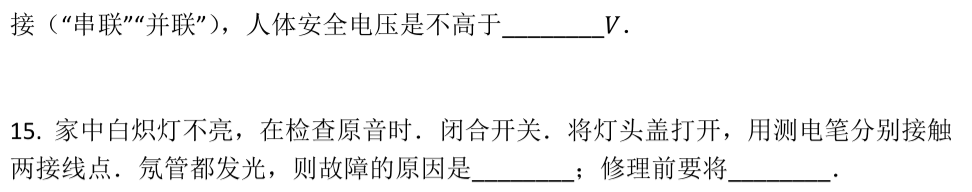 接（“串联”“并联”），人体安全电压是不高于________V．
15. 家中白炽灯不亮，在检查原音时．闭合开关．将灯头盖打开，用测电笔分别接触
两接线点．氖管都发光，则故障的原因是________；修理前要将________．